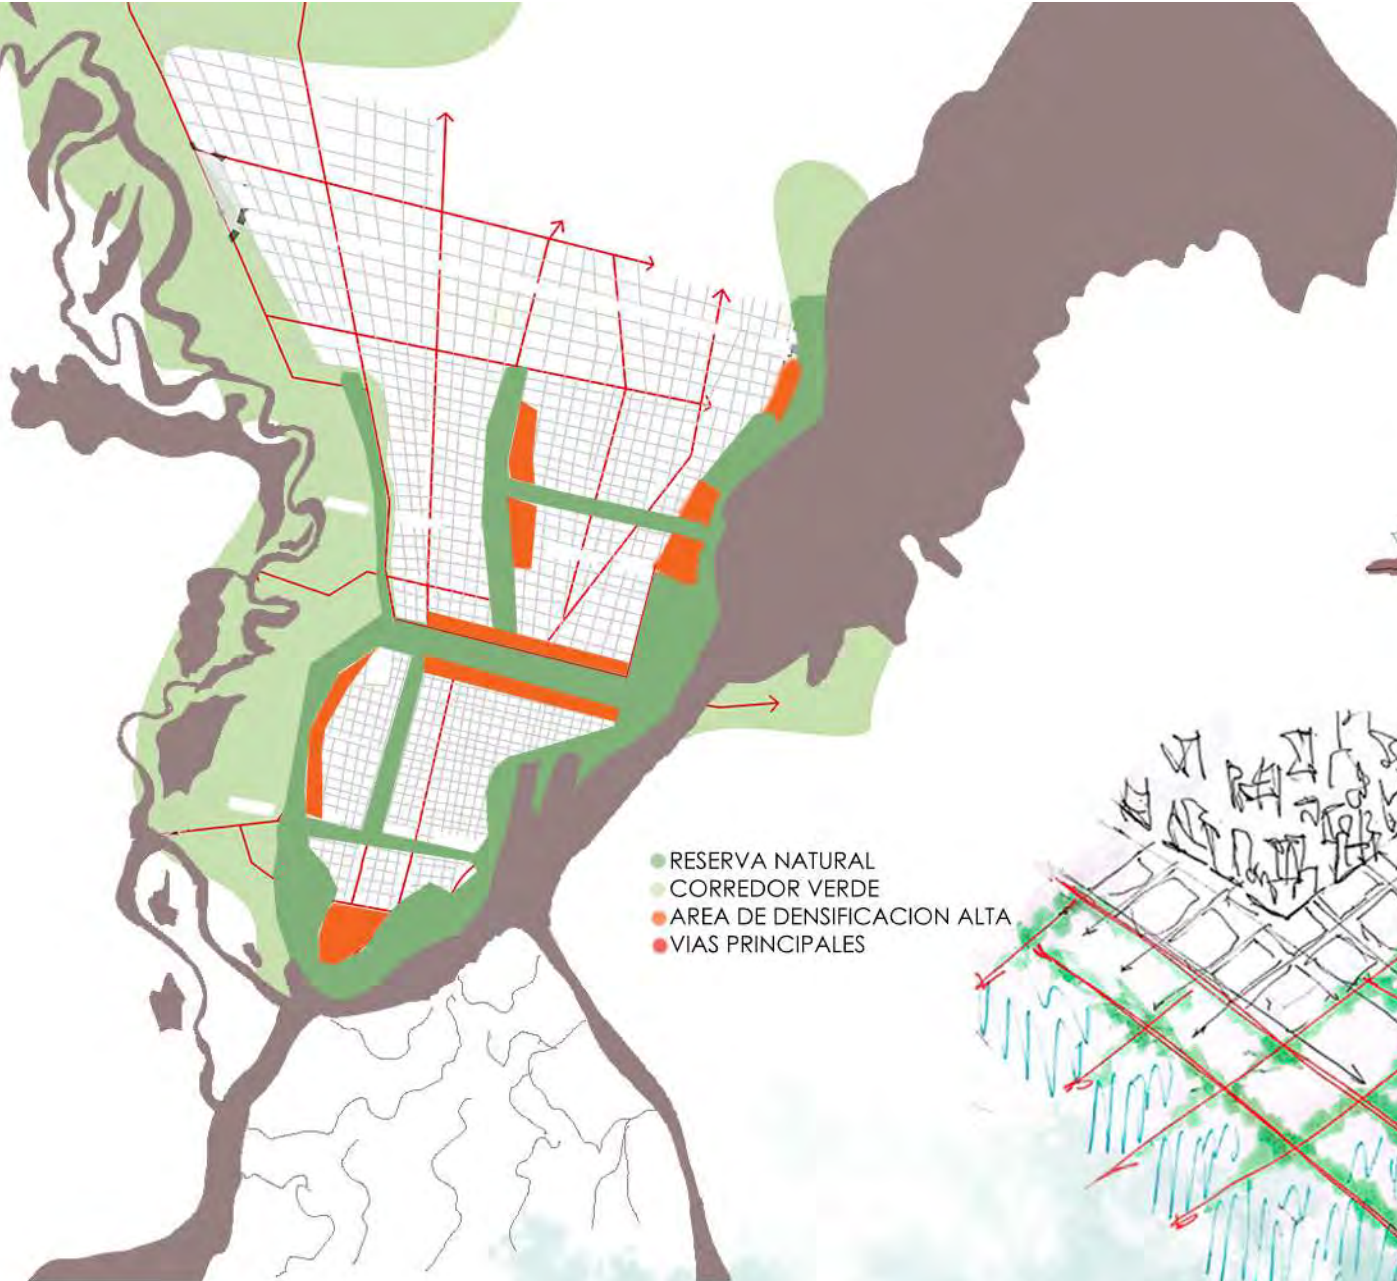 RESERVA NATURAL
CORREDOR VERDE
AREA DE DENSIFICACION ALTA
VIAS PRINCIPALES